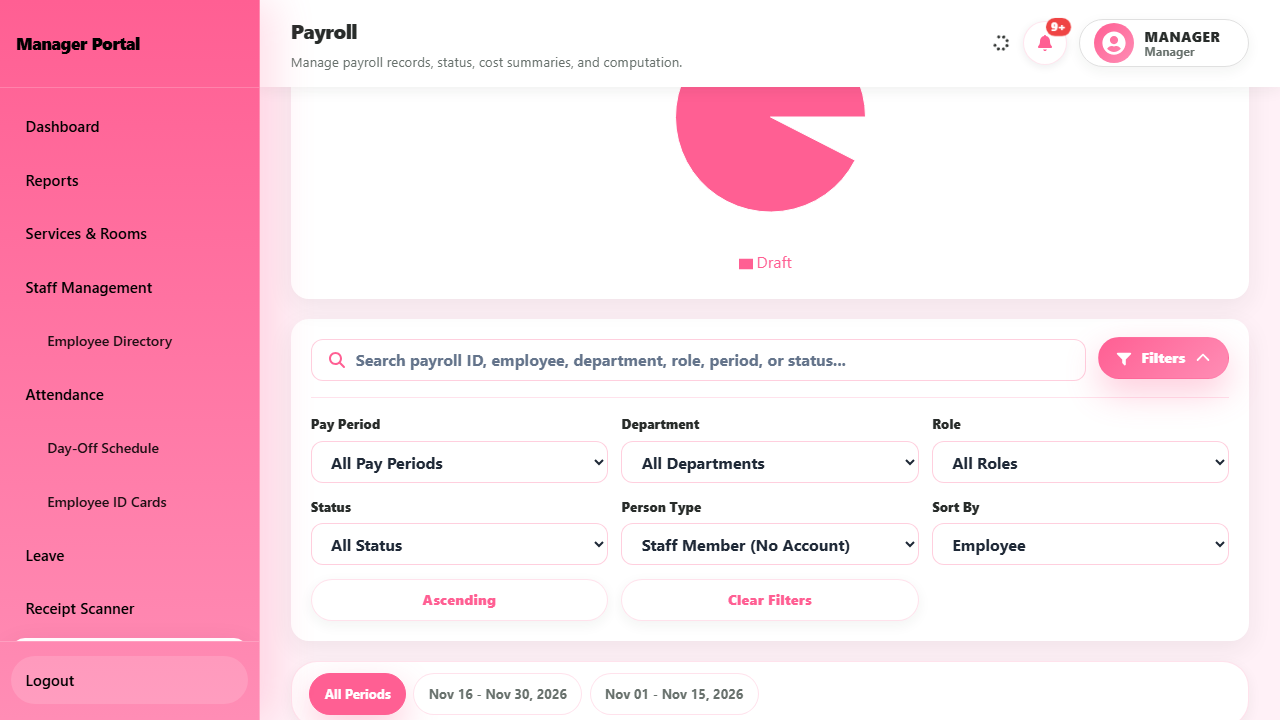 Manager Portal
Dashboard
Reports
Services & Rooms
Staff Management
Employee Directory
Attendance
Day-Off Schedule
Employee ID Cards
Leave
Receipt Scanner
Logout
Payroll
Manage payroll records, status, cost summaries, and computation.
9+
MANAGER
Manager
Draft
Search payroll ID, employee, department, role, period, or status...
Filters
Pay Period
Department
Role
All Pay Periods
All Departments
All Roles
Status
Person Type
Sort By
All Status
Staff Member (No Account)
Employee
Ascending
Clear Filters
All Periods
Nov 16 - Nov 30, 2026
Nov 01 - Nov 15, 2026